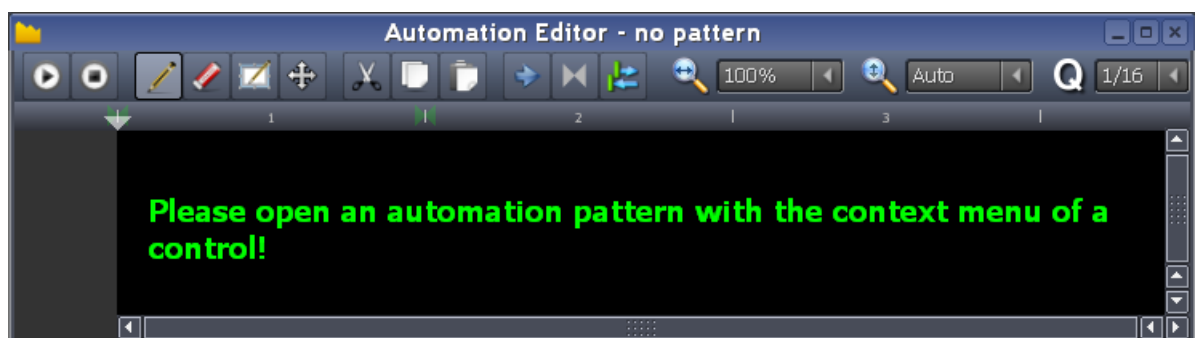 Automation Editor - no pattern
100% Auto Q 1/16
1 2 3
Please open an automation pattern with the context menu of a
control!